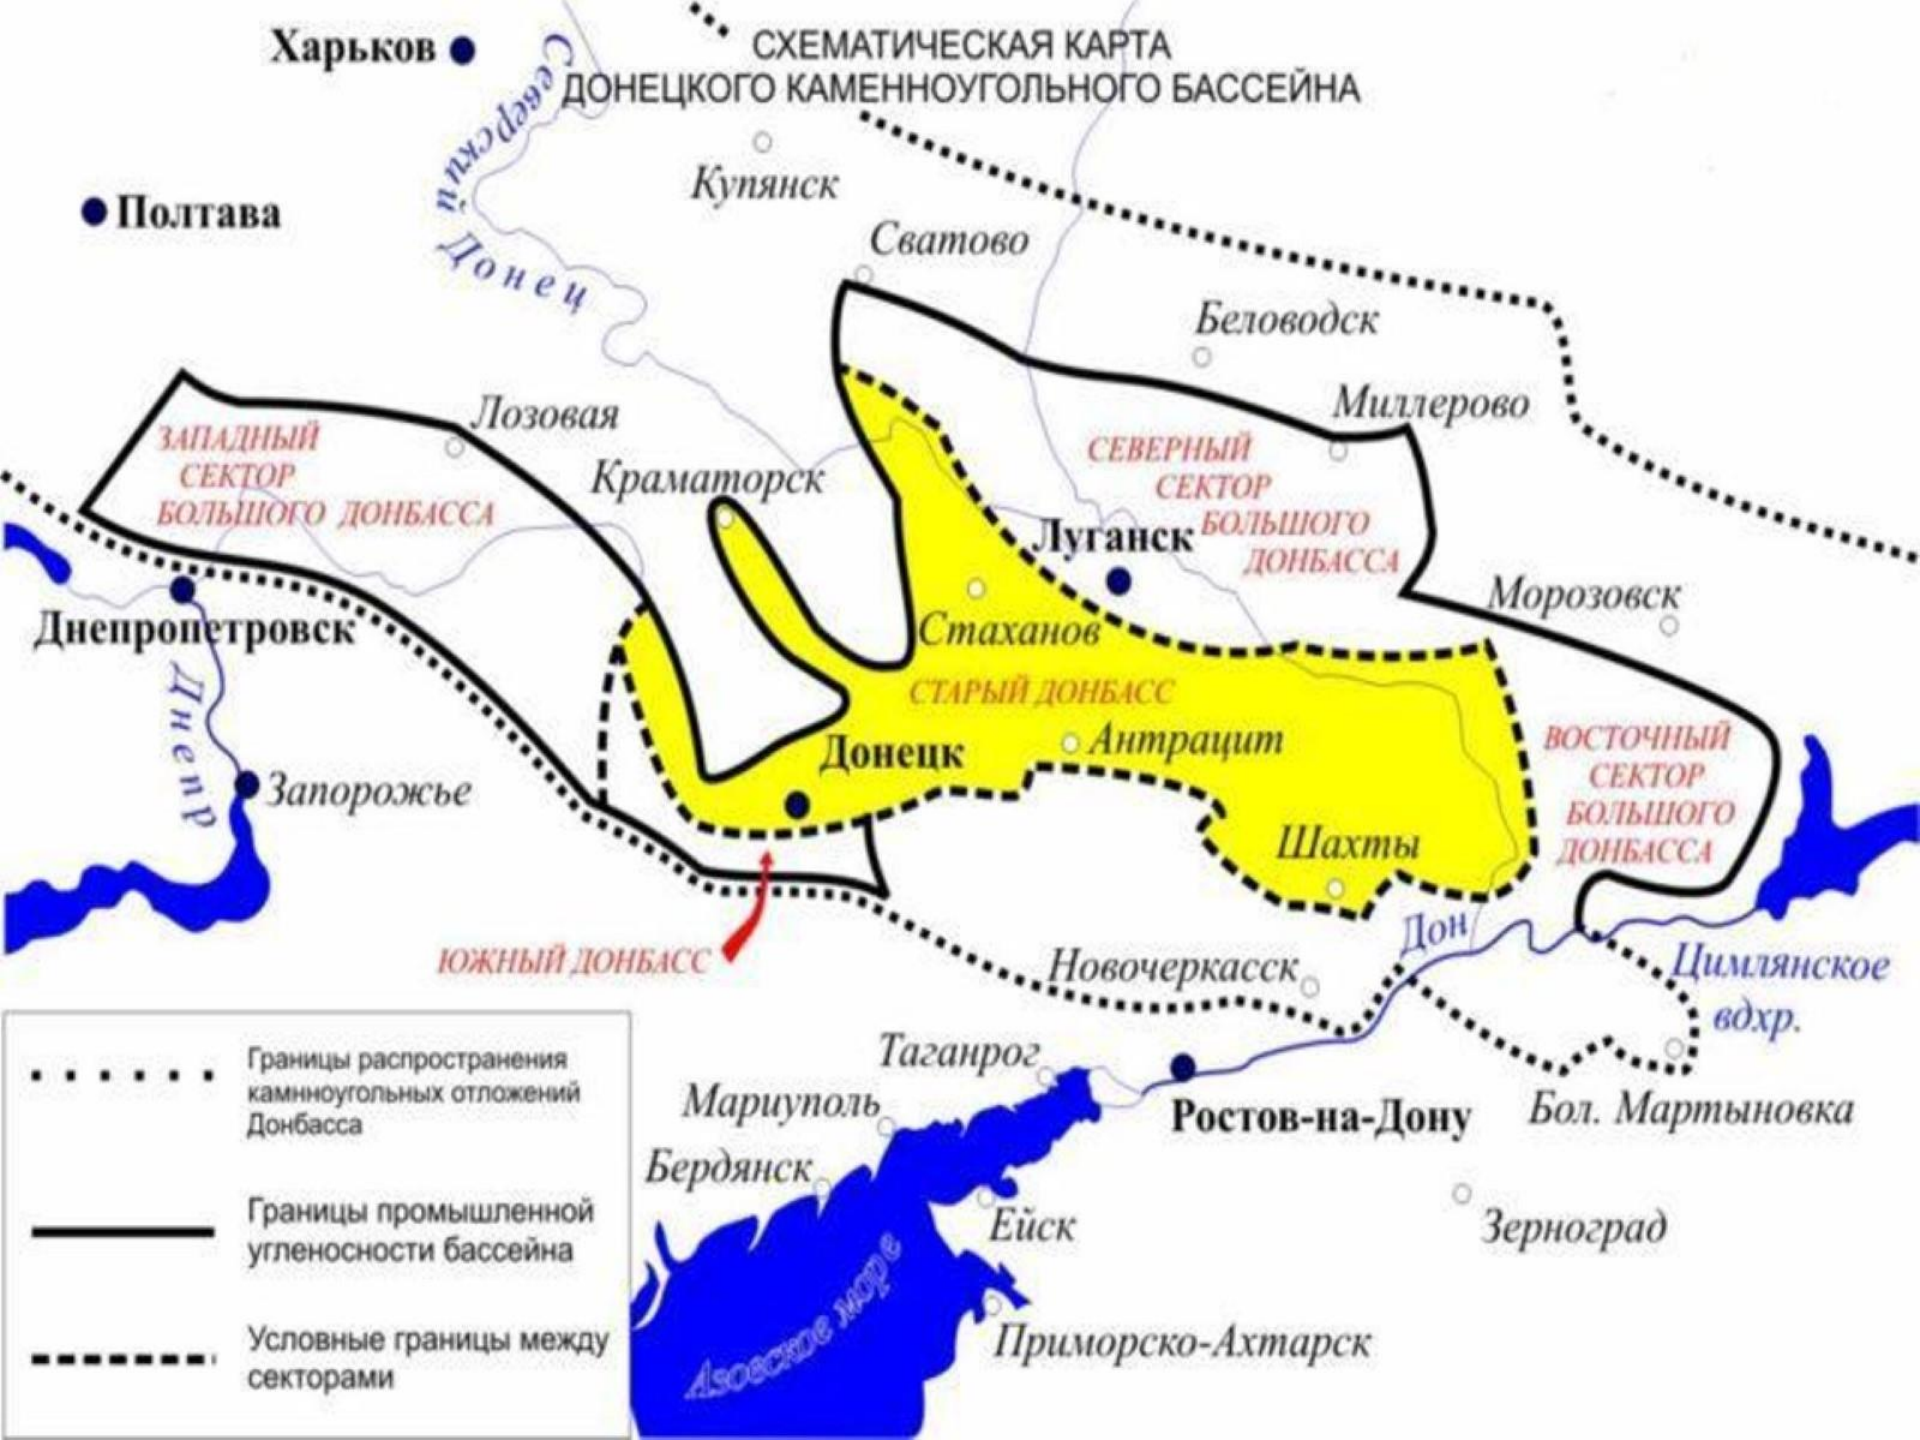 СХЕМАТИЧЕСКАЯ КАРТА
ДОНЕЦКОГО КАМЕННОУГОЛЬНОГО БАССЕЙНА
Харьков
Северский Донец
Купянск
Полтава
Сватово
Беловодск
Миллерово
Лозовая
ЗАПАДНЫЙ
СЕКТОР
БОЛЬШОГО ДОНБАССА
Краматорск
СЕВЕРНЫЙ
СЕКТОР
БОЛЬШОГО
ДОНБАССА
Луганск
Морозовск
Днепропетровск
Стаханов
Днепр
СТАРЫЙ ДОНБАСС
Донецк
Антрацит
ВОСТОЧНЫЙ
СЕКТОР
БОЛЬШОГО
ДОНБАССА
Запорожье
Шахты
Дон
ЮЖНЫЙ ДОНБАСС
Новочеркасск
Цимлянское
вдхр.
Таганрог
Мариуполь
Ростов-на-Дону
Бол. Мартыновка
Бердянск
Ейск
Зерноград
Азовское море
Приморско-Ахтарск
Границы распространения
камнноугольных отложений
Донбасса
Границы промышленной
угленосности бассейна
Условные границы между
секторами